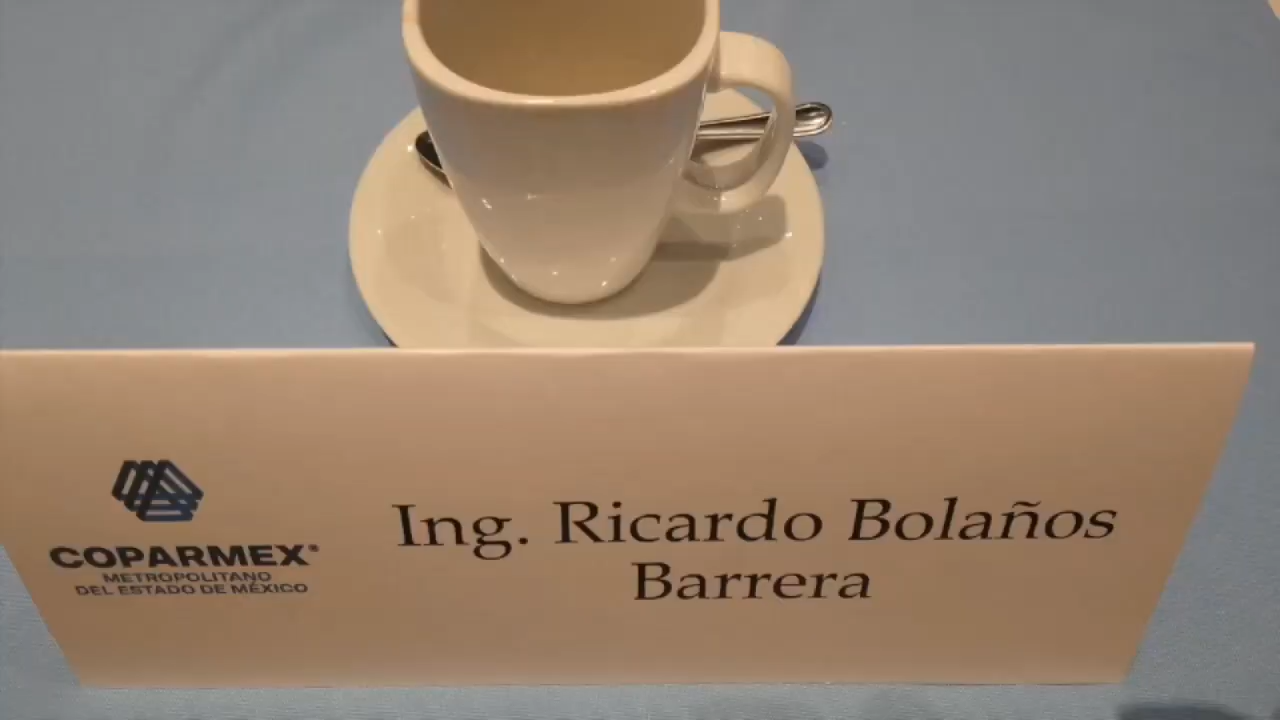 COPARMEX®
METROPOLITANO
DEL ESTADO DE MÉXICO
Ing. Ricardo Bolaños
Barrera